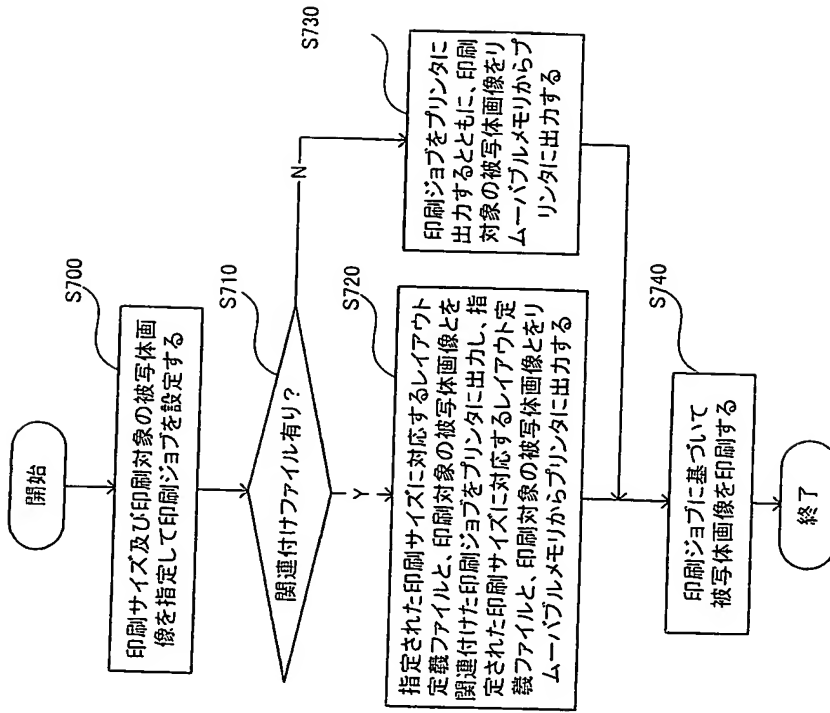 開始
S700
印刷サイズ及び印刷対象の被写体画
像を指定して印刷ジョブを設定する
S710
関連付けファイル有り?
Y
N
S720
指定された印刷サイズに対応するレイアウト
定義ファイルと、印刷対象の被写体画像とを
関連付けた印刷ジョブをプリンタに出力し、指
定された印刷サイズに対応するレイアウト定
義ファイルと、印刷対象の被写体画像とをリ
ムーバブルメモリからプリンタに出力する
S730
印刷ジョブをプリンタに
出力するとともに、印刷
対象の被写体画像をリ
ムーバブルメモリからプ
リンタに出力する
S740
印刷ジョブに基づいて
被写体画像を印刷する
終了